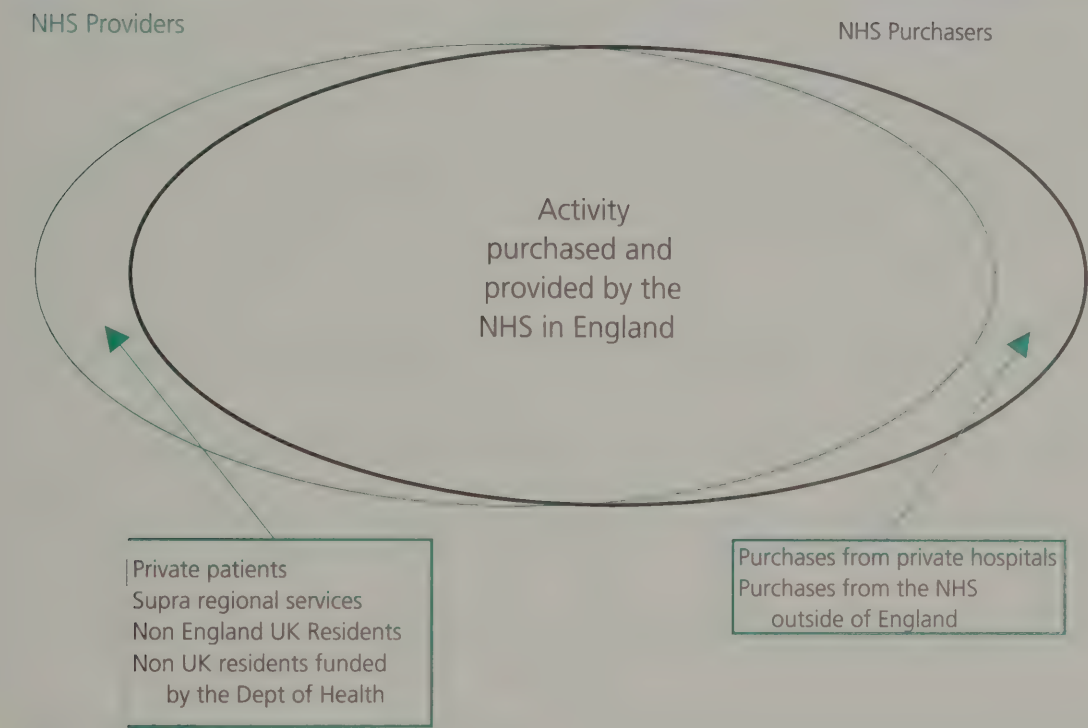 NHS Providers
NHS Purchasers
Activity
purchased and
provided by the
NHS in England
Private patients
Supra regional services
Non England UK Residents
Non UK residents funded
by the Dept of Health
Purchases from private hospitals
Purchases from the NHS
outside of England